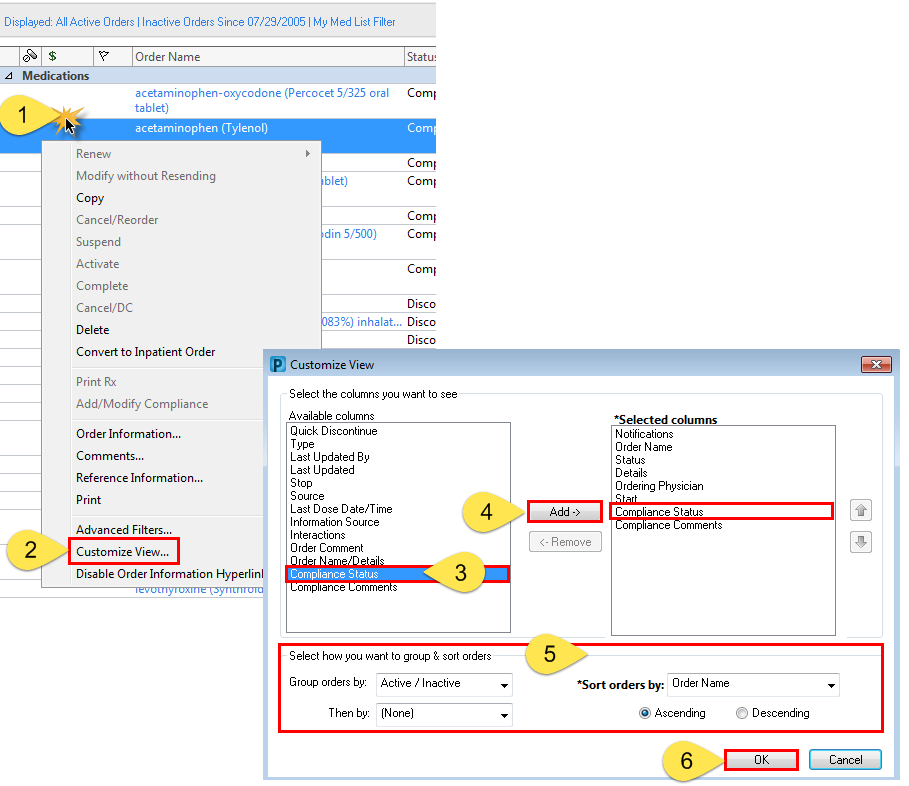 Displayed: All Active Orders | Inactive Orders Since 07/29/2005 | My Med List Filter
$ Order Name Status
Medications
acetaminophen-oxycodone (Percocet 5/325 oral Comp
tablet)
1
acetaminophen (Tylenol) Comp
Renew Comp
Modify without Resending ablet) Comp
Copy
Cancel/Reorder Comp
Suspend odin 5/500) Comp
Activate Comp
Complete
Cancel/DC Disco
Delete 083%) inhalat... Disco
Convert to Inpatient Order Disco
Print Rx
Add/Modify Compliance
Order Information...
Comments...
Reference Information...
Print
Advanced Filters...
2
Customize View...
Disable Order Information Hyperlink
levothyroxine (Synthroid
P Customize View
Select the columns you want to see
Available columns
Quick Discontinue
Type
Last Updated By
Last Updated
Stop
Source
Last Dose Date/Time
Information Source
Interactions
Order Comment
Order Name/Details
Compliance Status
Compliance Comments
3
4
Add ->
<- Remove
*Selected columns
Notifications
Order Name
Status
Details
Ordering Physician
Start
Compliance Status
Compliance Comments
Select how you want to group & sort orders
5
Group orders by: Active / Inactive *Sort orders by: Order Name
Then by: (None) Ascending Descending
6
OK Cancel